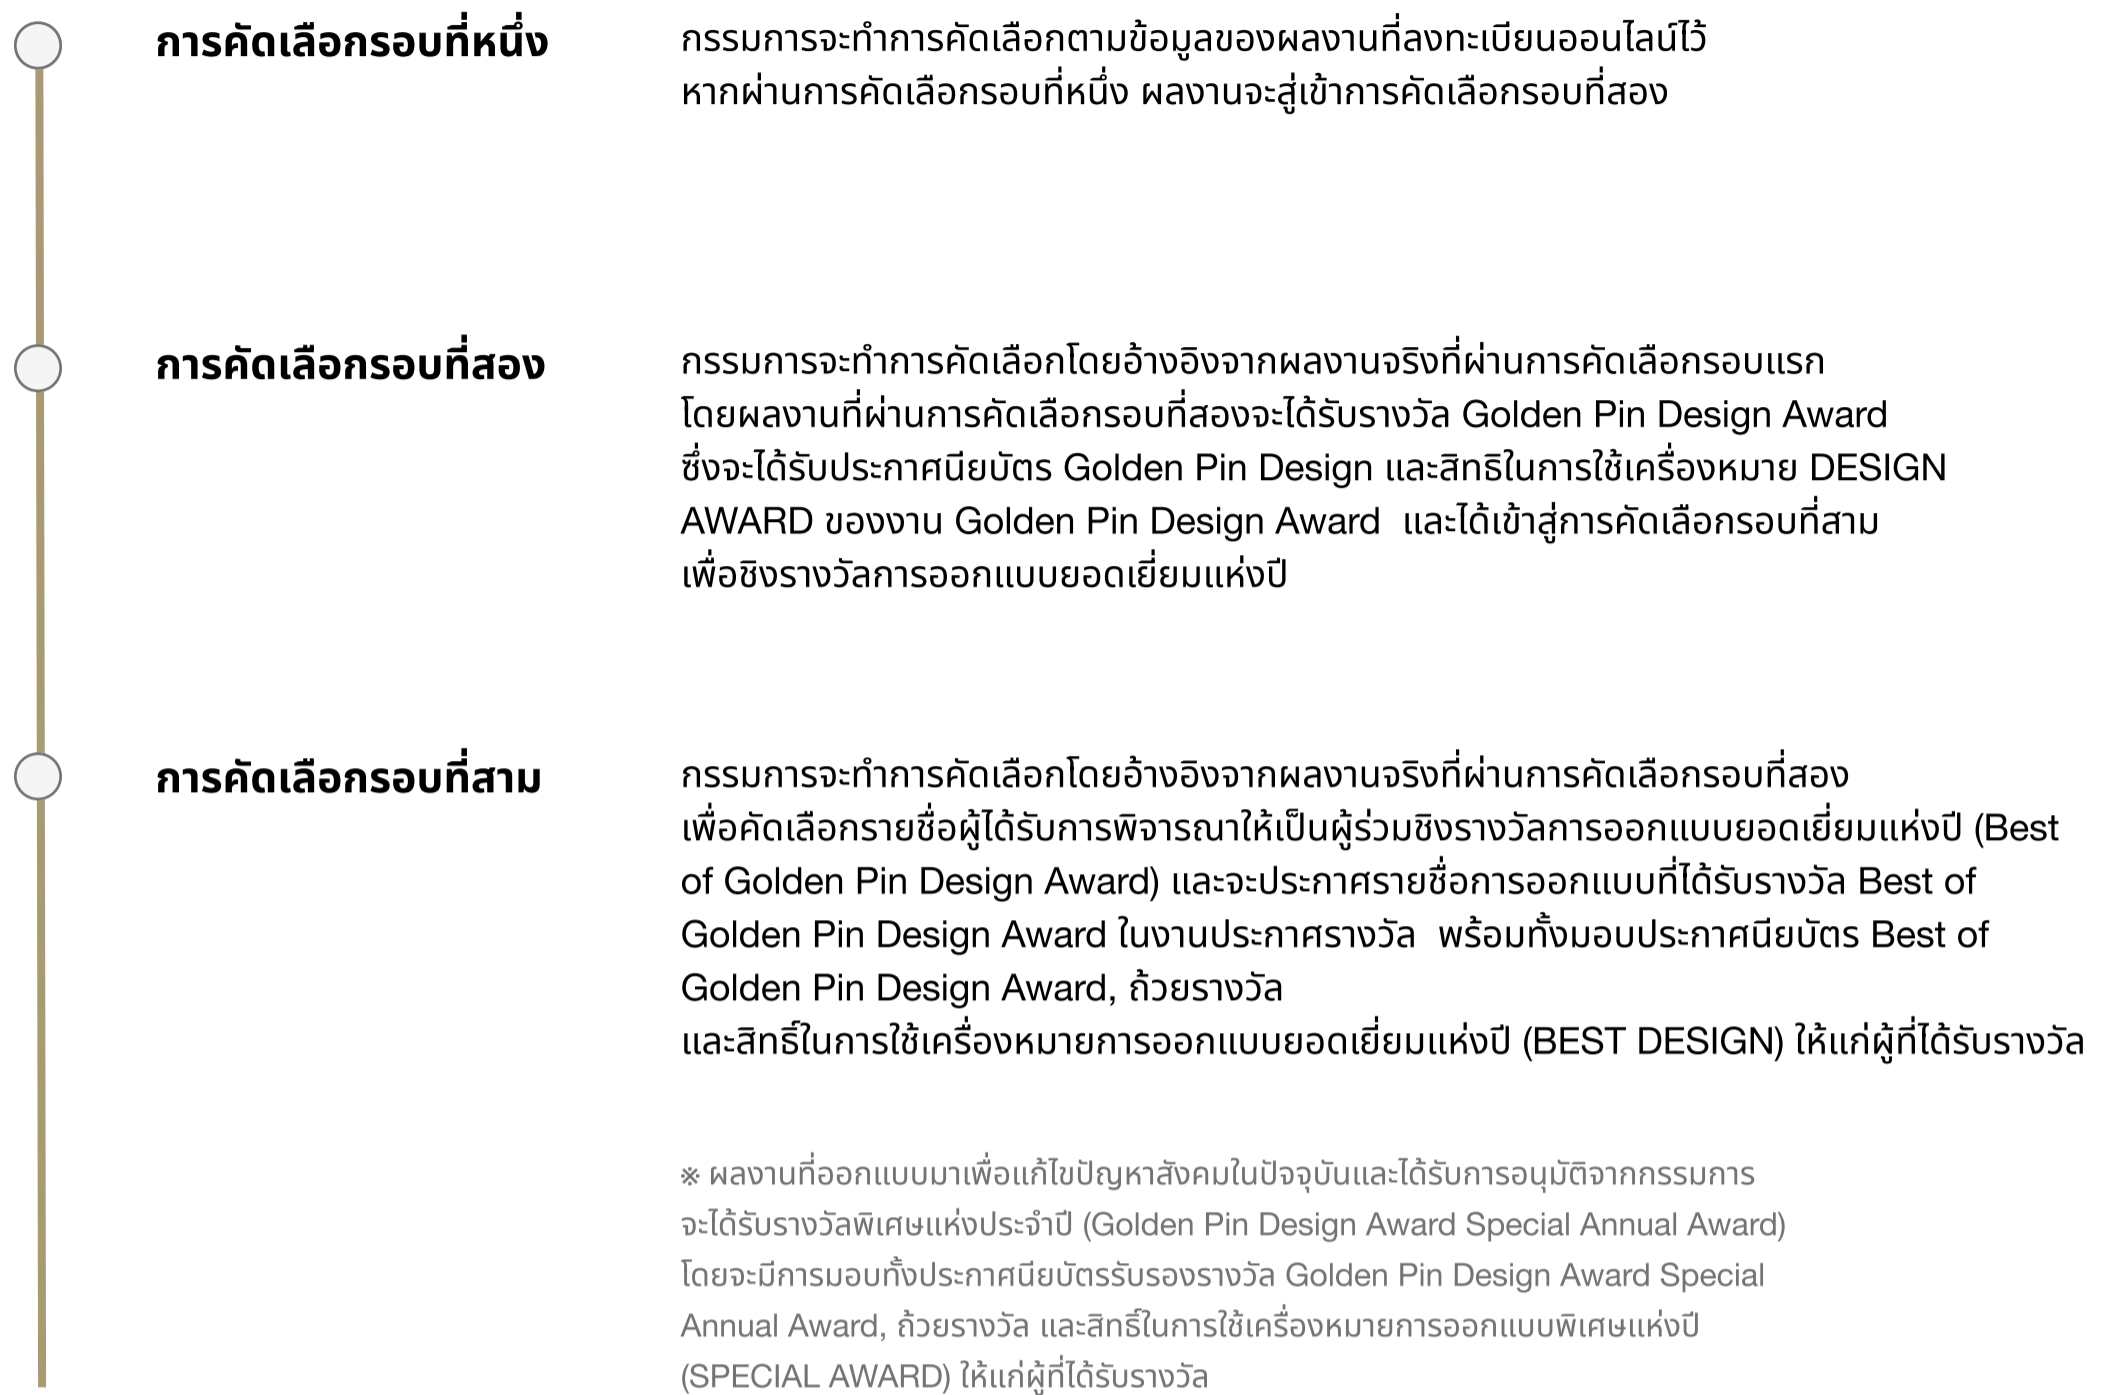 การคัดเลือกรอบที่หนึ่ง
กรรมการจะทำการคัดเลือกตามข้อมูลของผลงานที่ลงทะเบียนออนไลน์ไว้
หากผ่านการคัดเลือกรอบที่หนึ่ง ผลงานจะสู่เข้าการคัดเลือกรอบที่สอง
การคัดเลือกรอบที่สอง
กรรมการจะทำการคัดเลือกโดยอ้างอิงจากผลงานจริงที่ผ่านการคัดเลือกรอบแรก
โดยผลงานที่ผ่านการคัดเลือกรอบที่สองจะได้รับรางวัล Golden Pin Design Award
ซึ่งจะได้รับประกาศนียบัตร Golden Pin Design และสิทธิในการใช้เครื่องหมาย DESIGN
AWARD ของงาน Golden Pin Design Award  และได้เข้าสู่การคัดเลือกรอบที่สาม
เพื่อชิงรางวัลการออกแบบยอดเยี่ยมแห่งปี
การคัดเลือกรอบที่สาม
กรรมการจะทำการคัดเลือกโดยอ้างอิงจากผลงานจริงที่ผ่านการคัดเลือกรอบที่สอง
เพื่อคัดเลือกรายชื่อผู้ได้รับการพิจารณาให้เป็นผู้ร่วมชิงรางวัลการออกแบบยอดเยี่ยมแห่งปี (Best
of Golden Pin Design Award) และจะประกาศรายชื่อการออกแบบที่ได้รับรางวัล Best of
Golden Pin Design Award ในงานประกาศรางวัล  พร้อมทั้งมอบประกาศนียบัตร Best of
Golden Pin Design Award, ถ้วยรางวัล
และสิทธิ์ในการใช้เครื่องหมายการออกแบบยอดเยี่ยมแห่งปี (BEST DESIGN) ให้แก่ผู้ที่ได้รับรางวัล
※ ผลงานที่ออกแบบมาเพื่อแก้ไขปัญหาสังคมในปัจจุบันและได้รับการอนุมัติจากกรรมการ
จะได้รับรางวัลพิเศษแห่งประจำปี (Golden Pin Design Award Special Annual Award)
โดยจะมีการมอบทั้งประกาศนียบัตรรับรองรางวัล Golden Pin Design Award Special
Annual Award, ถ้วยรางวัล และสิทธิ์ในการใช้เครื่องหมายการออกแบบพิเศษแห่งปี
(SPECIAL AWARD) ให้แก่ผู้ที่ได้รับรางวัล